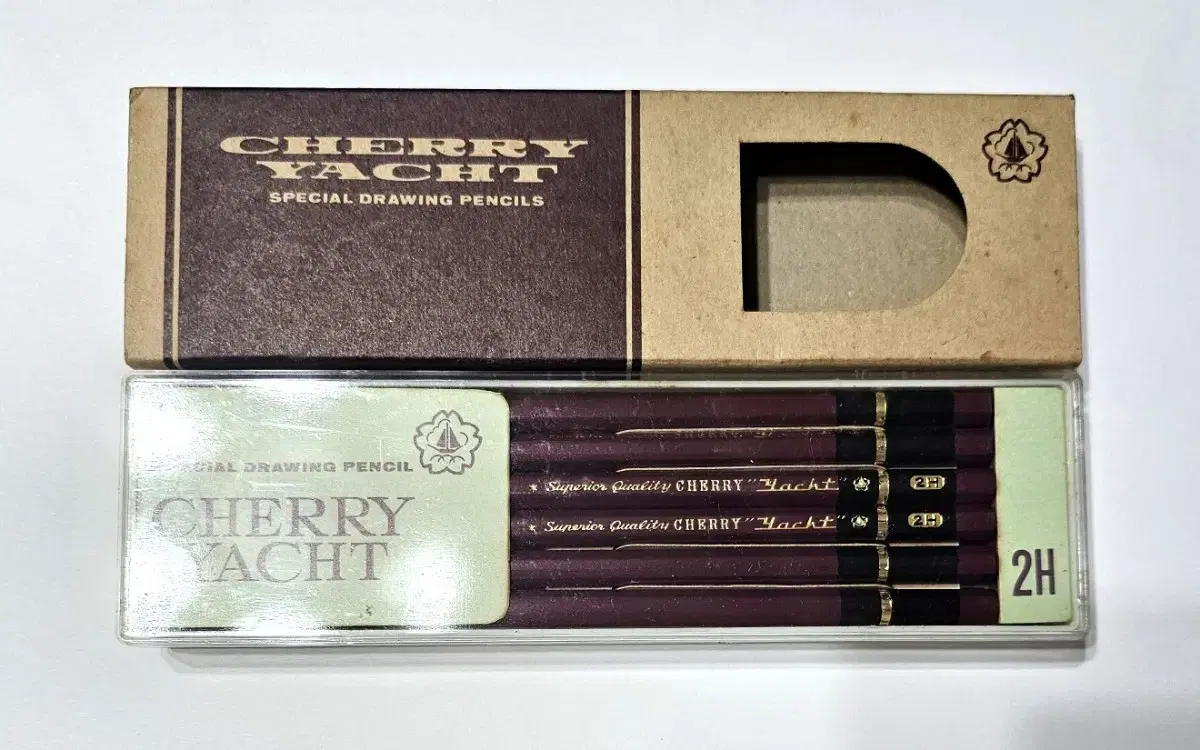 CHERRY
YACHT
SPECIAL DRAWING PENCILS
DRAWING PENCIL
CHERRY
YACHT
Superior Quality CHERRY "Yacht" 2H
Superior Quality CHERRY "Yacht" 2H
2H